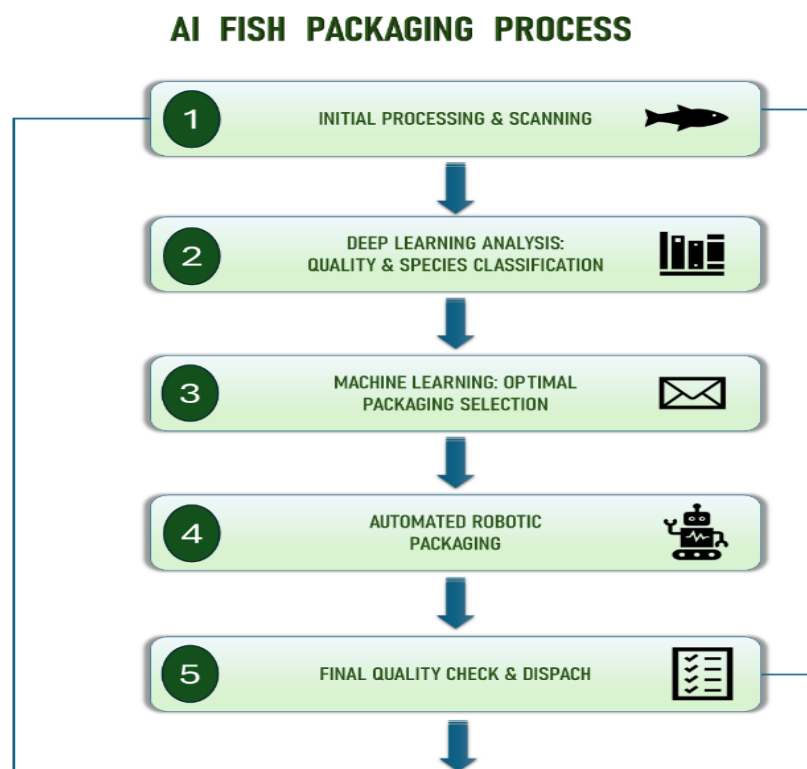 AI FISH PACKAGING PROCESS
1
INITIAL PROCESSING & SCANNING
2
DEEP LEARNING ANALYSIS:
QUALITY & SPECIES CLASSIFICATION
3
MACHINE LEARNING: OPTIMAL
PACKAGING SELECTION
4
AUTOMATED ROBOTIC
PACKAGING
5
FINAL QUALITY CHECK & DISPACH